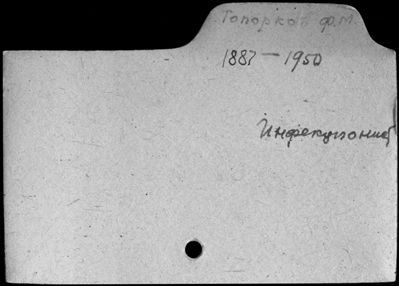 Топорков Ф.М.
1887 — 1950
Инфекционист